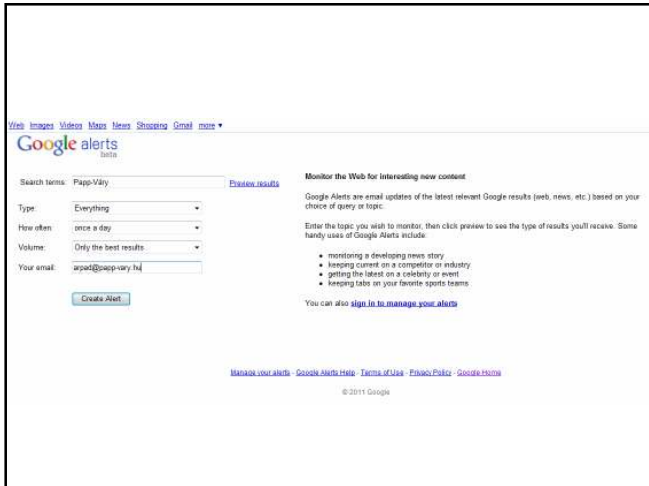 Web Images Videos Maps News Shopping Gmail more ▼
Google alerts
beta
Search terms: Papp-Váry Preview results
Type: Everything
How often: once a day
Volume: Only the best results
Your email: arpad@papp-vary.hu
Create Alert
Monitor the Web for interesting new content
Google Alerts are email updates of the latest relevant Google results (web, news, etc.) based on your
choice of query or topic.
Enter the topic you wish to monitor, then click preview to see the type of results you'll receive. Some
handy uses of Google Alerts include:
• monitoring a developing news story
• keeping current on a competitor or industry
• getting the latest on a celebrity or event
• keeping tabs on your favorite sports teams
You can also sign in to manage your alerts
Manage your alerts - Google Alerts Help - Terms of Use - Privacy Policy - Google Home
© 2011 Google